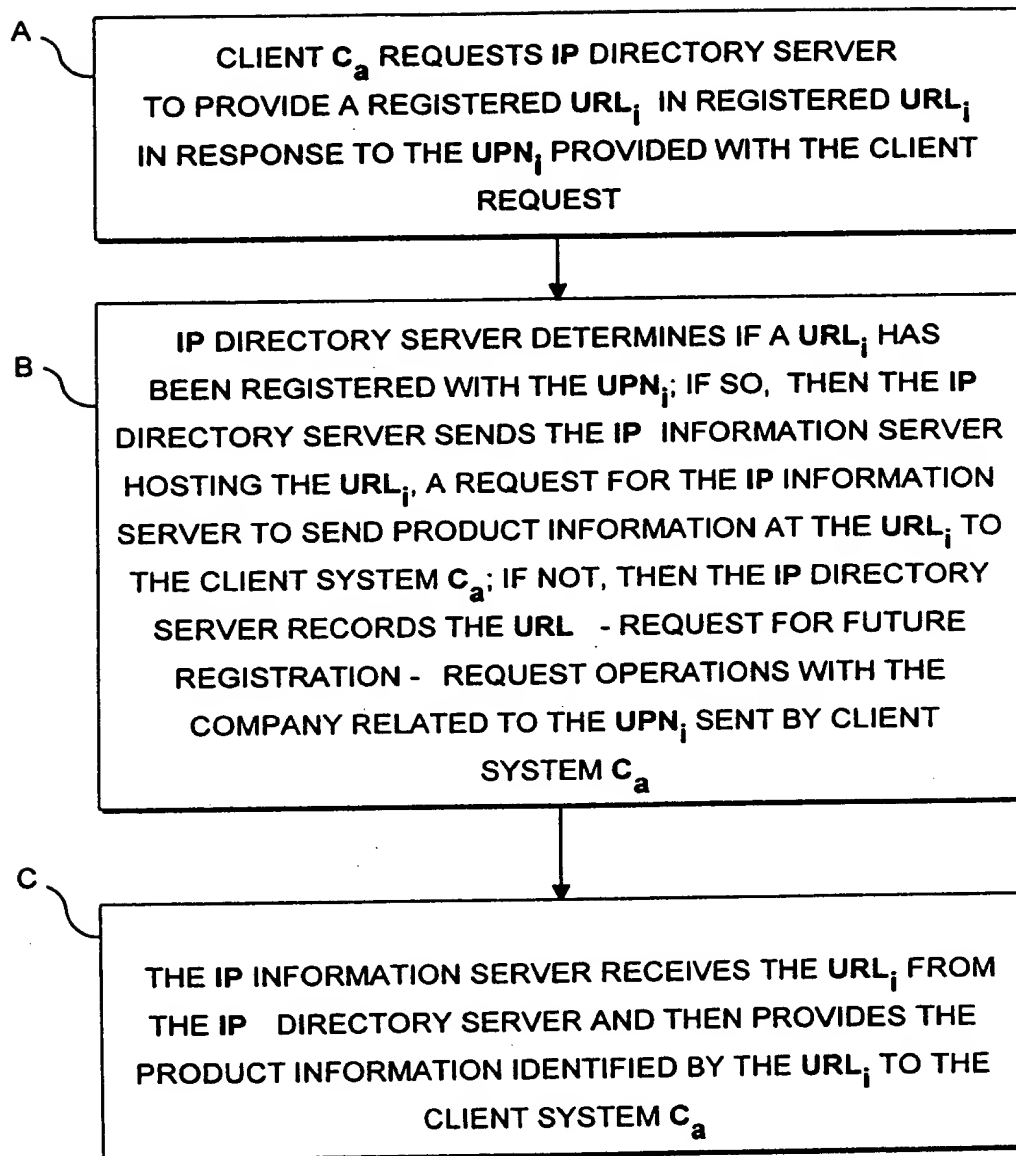 A
CLIENT Ca REQUESTS IP DIRECTORY SERVER
TO PROVIDE A REGISTERED URLi IN REGISTERED URLi
IN RESPONSE TO THE UPNi PROVIDED WITH THE CLIENT
REQUEST
B
IP DIRECTORY SERVER DETERMINES IF A URLi HAS
BEEN REGISTERED WITH THE UPNi; IF SO, THEN THE IP
DIRECTORY SERVER SENDS THE IP INFORMATION SERVER
HOSTING THE URLi, A REQUEST FOR THE IP INFORMATION
SERVER TO SEND PRODUCT INFORMATION AT THE URLi TO
THE CLIENT SYSTEM Ca; IF NOT, THEN THE IP DIRECTORY
SERVER RECORDS THE URL - REQUEST FOR FUTURE
REGISTRATION - REQUEST OPERATIONS WITH THE
COMPANY RELATED TO THE UPNi SENT BY CLIENT
SYSTEM Ca
C
THE IP INFORMATION SERVER RECEIVES THE URLi FROM
THE IP DIRECTORY SERVER AND THEN PROVIDES THE
PRODUCT INFORMATION IDENTIFIED BY THE URLi TO THE
CLIENT SYSTEM Ca